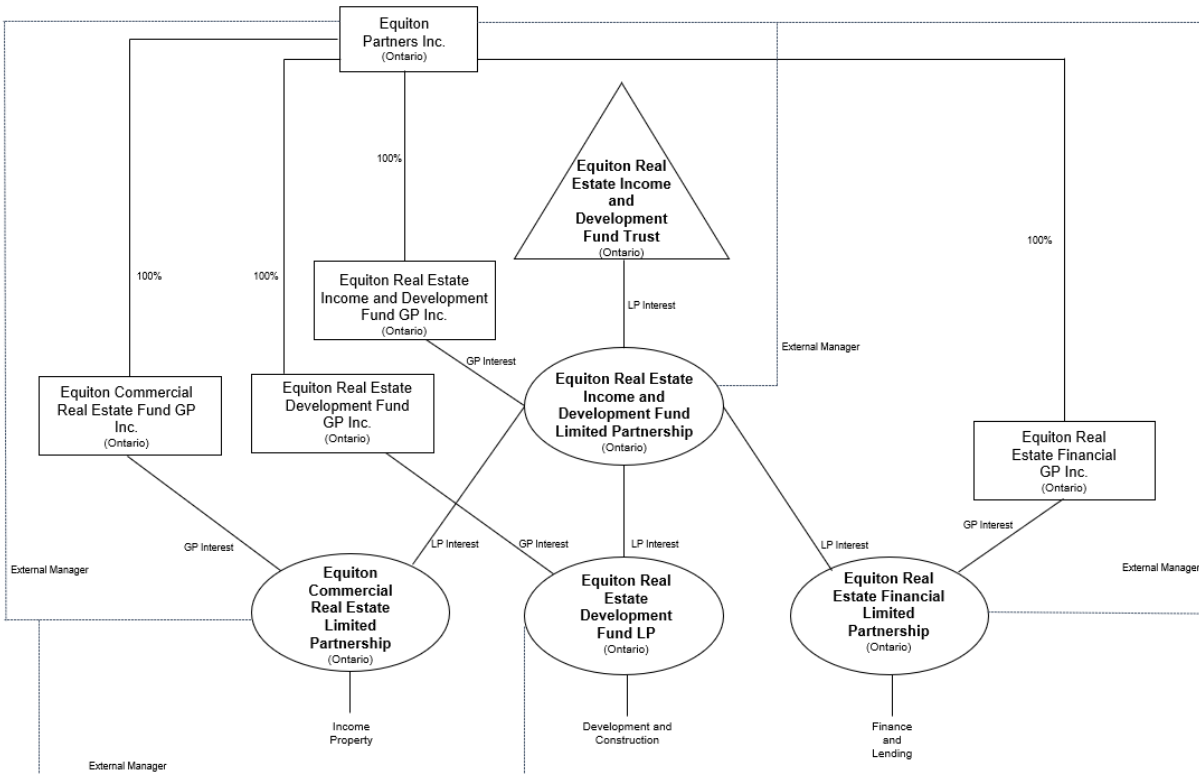 Equiton
Partners Inc.
(Ontario)
100%
Equiton Real
Estate Income
and
Development
Fund Trust
(Ontario)
100%
100%
100%
Equiton Real Estate
Income and Development
Fund GP Inc.
(Ontario)
LP Interest
External Manager
GP Interest
Equiton Commercial
Real Estate Fund GP
Inc.
(Ontario)
Equiton Real Estate
Development Fund
GP Inc.
(Ontario)
Equiton Real Estate
Income and
Development Fund
Limited Partnership
(Ontario)
Equiton Real
Estate Financial
GP Inc.
(Ontario)
GP Interest
LP Interest
GP Interest
LP Interest
LP Interest
GP Interest
External Manager
External Manager
Equiton
Commercial
Real Estate
Limited
Partnership
(Ontario)
Equiton Real
Estate
Development
Fund LP
(Ontario)
Equiton Real
Estate Financial
Limited
Partnership
(Ontario)
Income
Property
Development and
Construction
Finance
and
Lending
External Manager